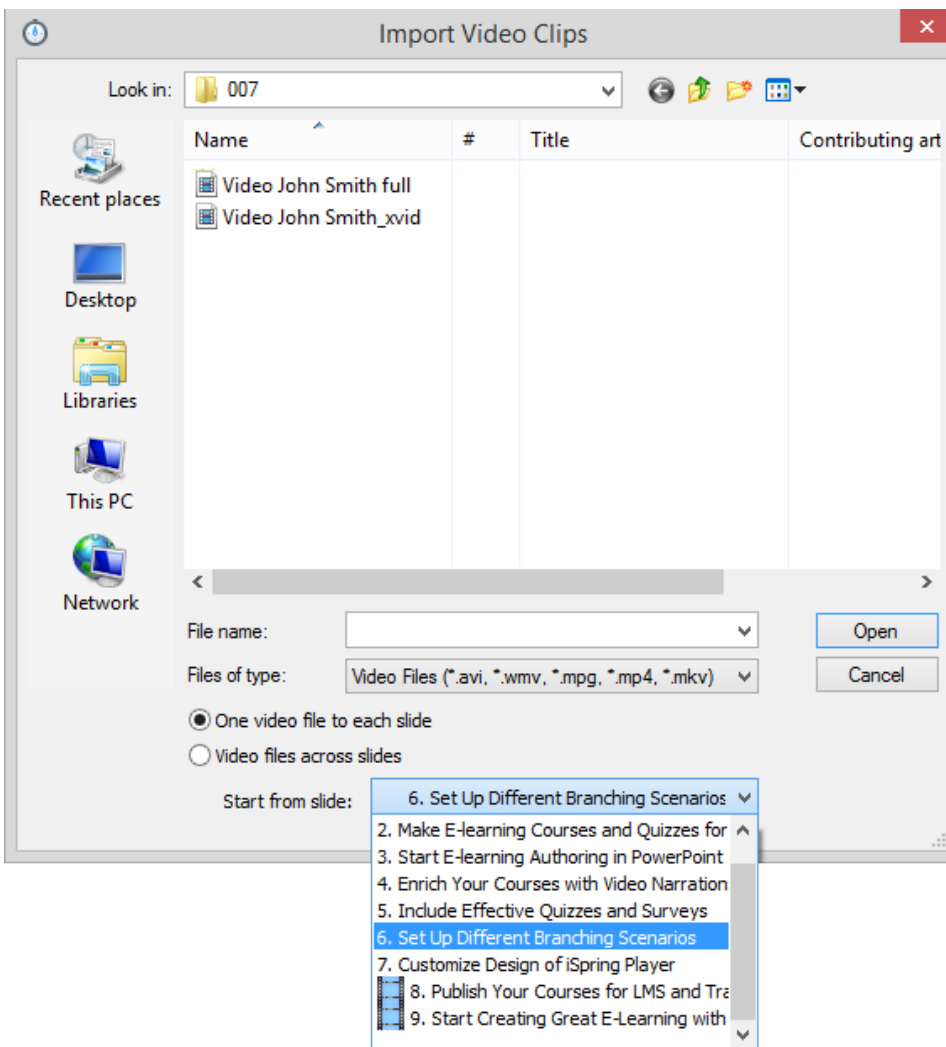 Import Video Clips
Look in: 007
Name # Title Contributing art
Recent places
Desktop
Libraries
This PC
Network
Video John Smith full
Video John Smith_xvid
File name: Open
Files of type: Video Files (*.avi, *.wmv, *.mpg, *.mp4, *.mkv) Cancel
One video file to each slide
Video files across slides
Start from slide: 6. Set Up Different Branching Scenarios
2. Make E-learning Courses and Quizzes for
3. Start E-learning Authoring in PowerPoint
4. Enrich Your Courses with Video Narration
5. Include Effective Quizzes and Surveys
6. Set Up Different Branching Scenarios
7. Customize Design of iSpring Player
8. Publish Your Courses for LMS and Tra
9. Start Creating Great E-Learning with